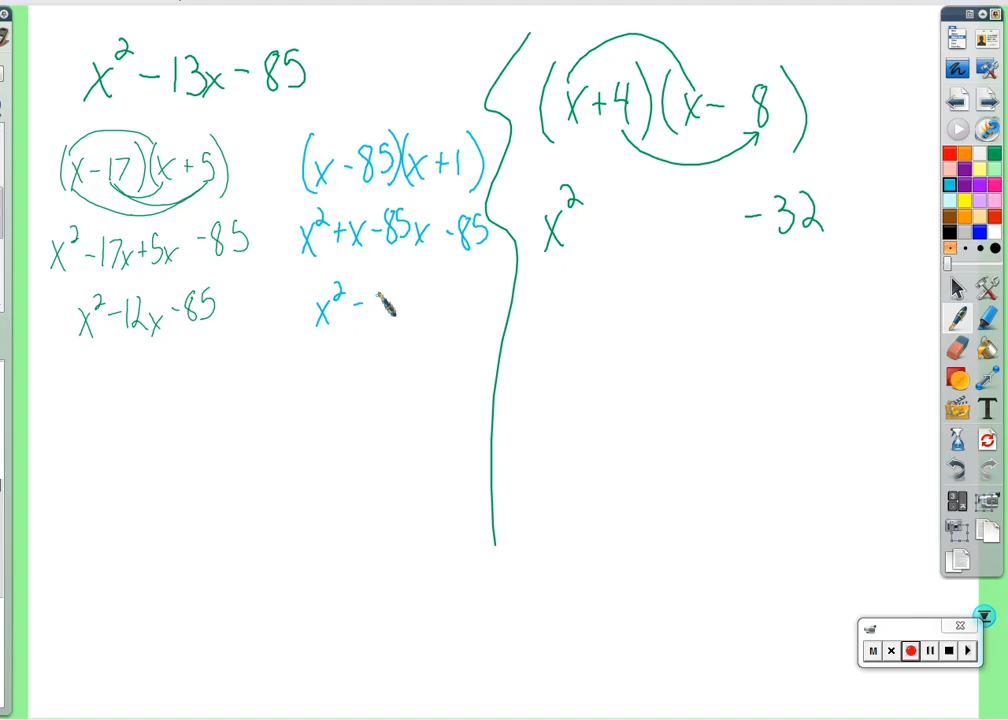 x² - 13x - 85
(x - 17)(x + 5)
x² - 17x + 5x - 85
x² - 12x - 85
(x - 85)(x + 1)
x² + x - 85x - 85
x² -
(x + 4)(x - 8)
x² - 32
T
M